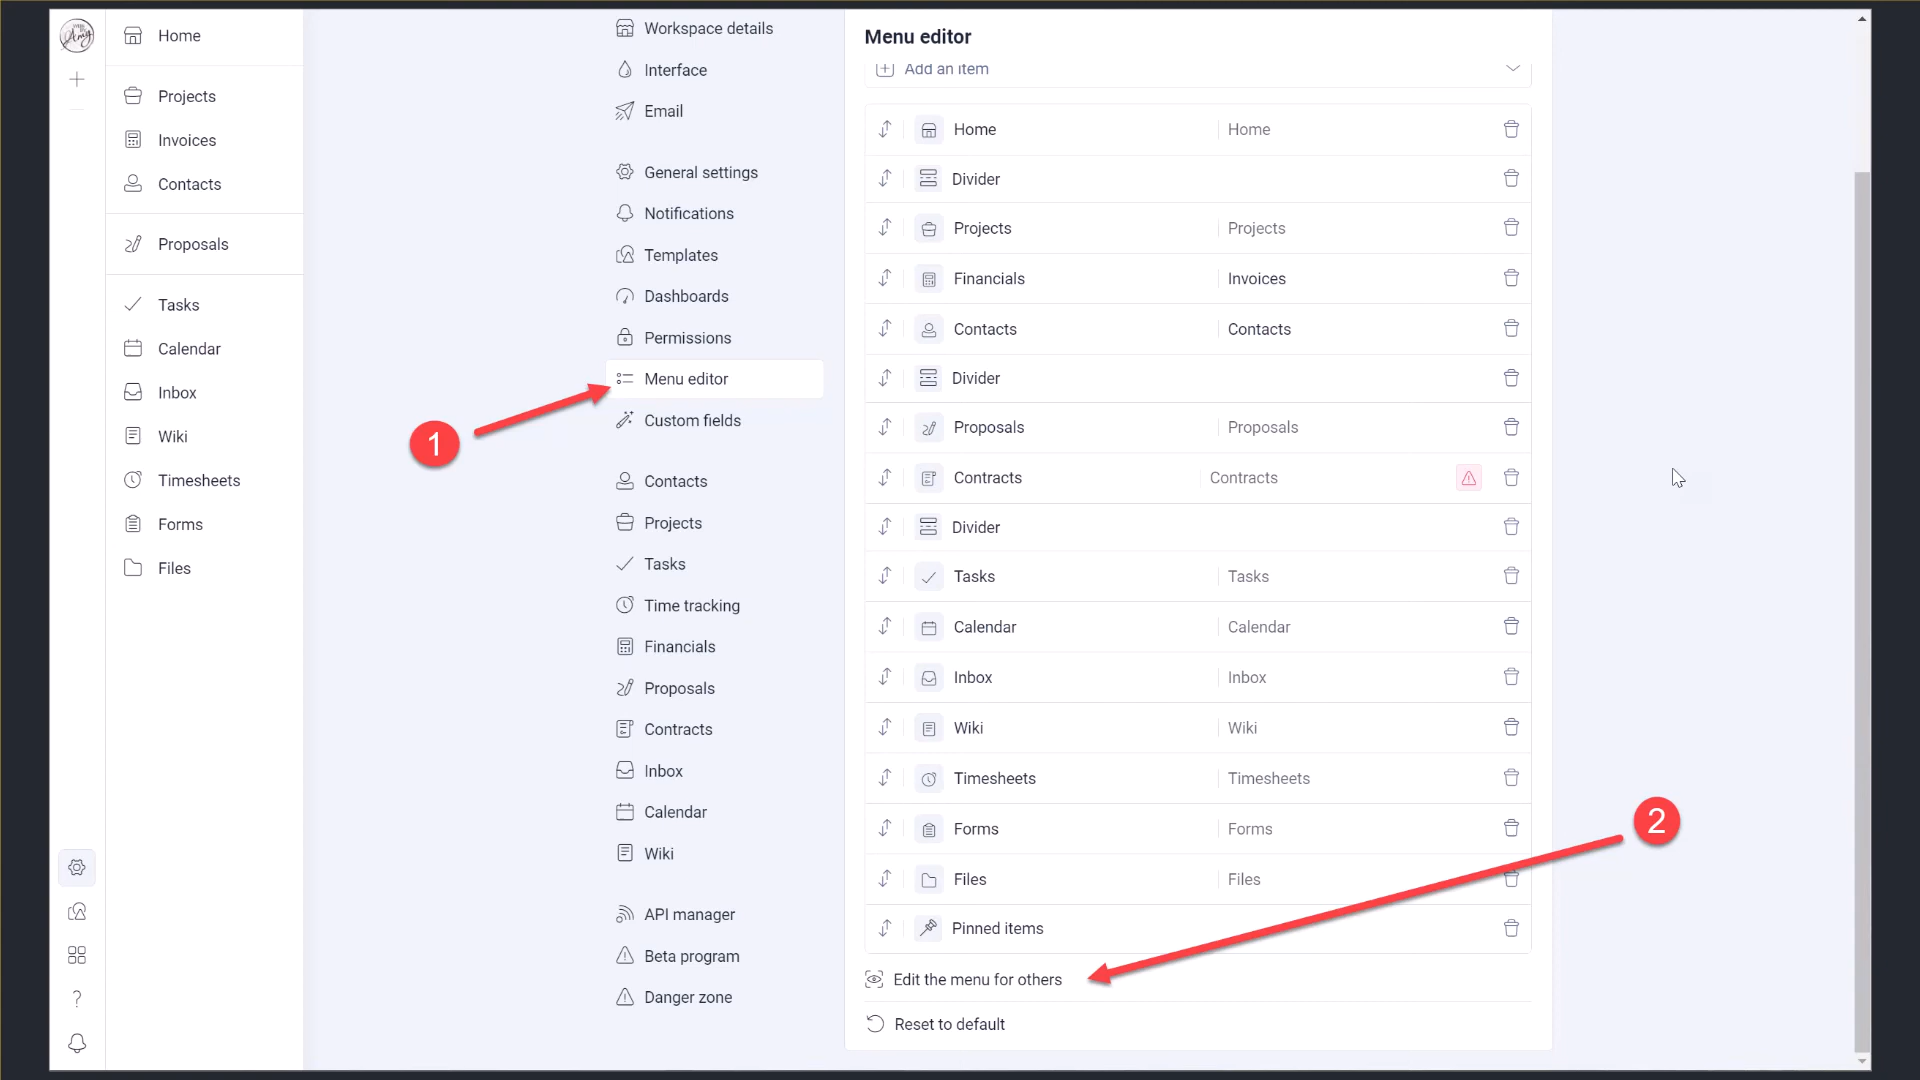 Home
Projects
Invoices
Contacts
Proposals
Tasks
Calendar
Inbox
Wiki
Timesheets
Forms
Files
?
Workspace details
Interface
Email
General settings
Notifications
Templates
Dashboards
Permissions
Menu editor
Custom fields
Contacts
Projects
Tasks
Time tracking
Financials
Proposals
Contracts
Inbox
Calendar
Wiki
API manager
Beta program
Danger zone
1
Menu editor
Add an item
Home Home
Divider
Projects Projects
Financials Invoices
Contacts Contacts
Divider
Proposals Proposals
Contracts Contracts
Divider
Tasks Tasks
Calendar Calendar
Inbox Inbox
Wiki Wiki
Timesheets Timesheets
Forms Forms
Files Files
Pinned items
Edit the menu for others
Reset to default
2